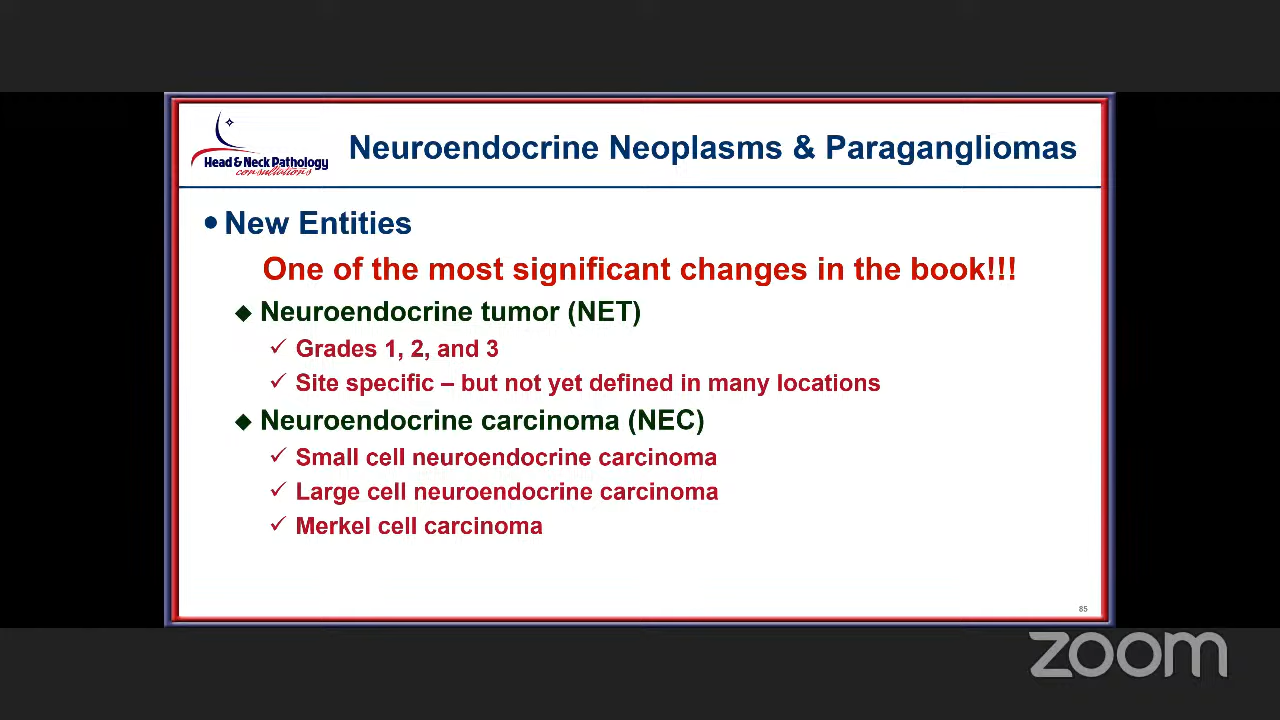 Head & Neck Pathology
consultations
Neuroendocrine Neoplasms & Paragangliomas
• New Entities
One of the most significant changes in the book!!!
◆ Neuroendocrine tumor (NET)
✓ Grades 1, 2, and 3
✓ Site specific – but not yet defined in many locations
◆ Neuroendocrine carcinoma (NEC)
✓ Small cell neuroendocrine carcinoma
✓ Large cell neuroendocrine carcinoma
✓ Merkel cell carcinoma
85
zoom